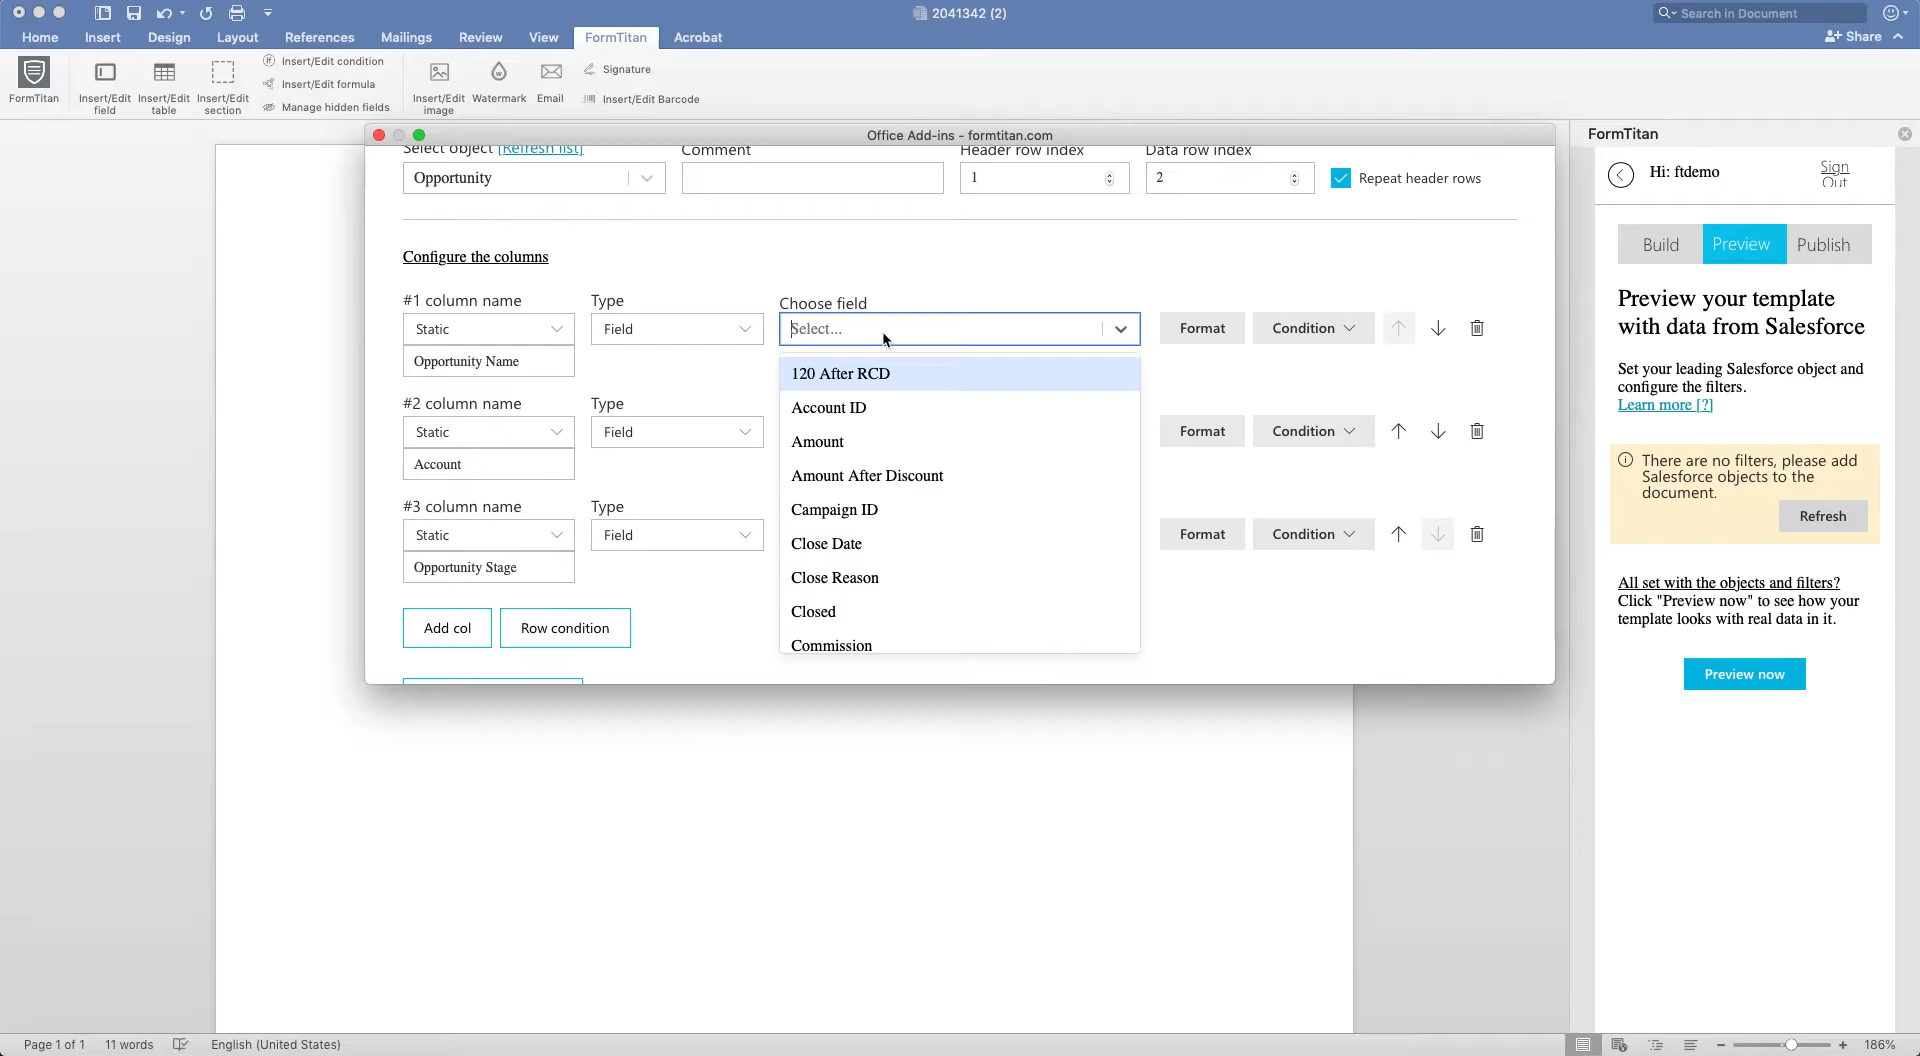 2041342 (2)
Search in Document
Home
Insert
Design
Layout
References
Mailings
Review
View
FormTitan
Acrobat
Share
FormTitan
Insert/Edit
field
Insert/Edit
table
Insert/Edit
section
Insert/Edit condition
Insert/Edit formula
Manage hidden fields
Insert/Edit
image
Watermark
Email
Signature
Insert/Edit Barcode
Office Add-ins - formtitan.com
Select object [Refresh list]
Comment
Header row index
Data row index
Opportunity
1
2
Repeat header rows
Configure the columns
#1 column name
Type
Choose field
Static
Field
Select...
Format
Condition
Opportunity Name
#2 column name
Type
Static
Field
Format
Condition
Account
#3 column name
Type
Static
Field
Format
Condition
Opportunity Stage
120 After RCD
Account ID
Amount
Amount After Discount
Campaign ID
Close Date
Close Reason
Closed
Commission
Add col
Row condition
FormTitan
Hi: ftdemo
Sign
Out
Build
Preview
Publish
Preview your template
with data from Salesforce
Set your leading Salesforce object and
configure the filters.
Learn more [?]
There are no filters, please add
Salesforce objects to the
document.
Refresh
All set with the objects and filters?
Click "Preview now" to see how your
template looks with real data in it.
Preview now
Page 1 of 1
11 words
English (United States)
186%